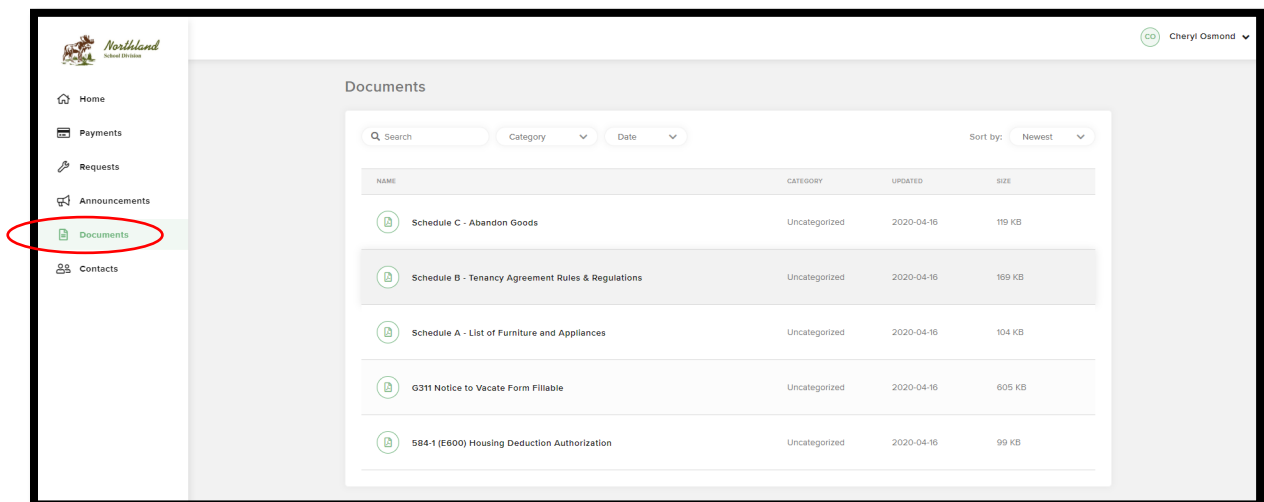 Northland
School Division
CO Cheryl Osmond
Home
Payments
Requests
Announcements
Documents
Contacts
Documents
Search Category Date Sort by: Newest
NAME CATEGORY UPDATED SIZE
Schedule C - Abandon Goods Uncategorized 2020-04-16 119 KB
Schedule B - Tenancy Agreement Rules & Regulations Uncategorized 2020-04-16 169 KB
Schedule A - List of Furniture and Appliances Uncategorized 2020-04-16 104 KB
G311 Notice to Vacate Form Fillable Uncategorized 2020-04-16 605 KB
584-1 (E600) Housing Deduction Authorization Uncategorized 2020-04-16 99 KB